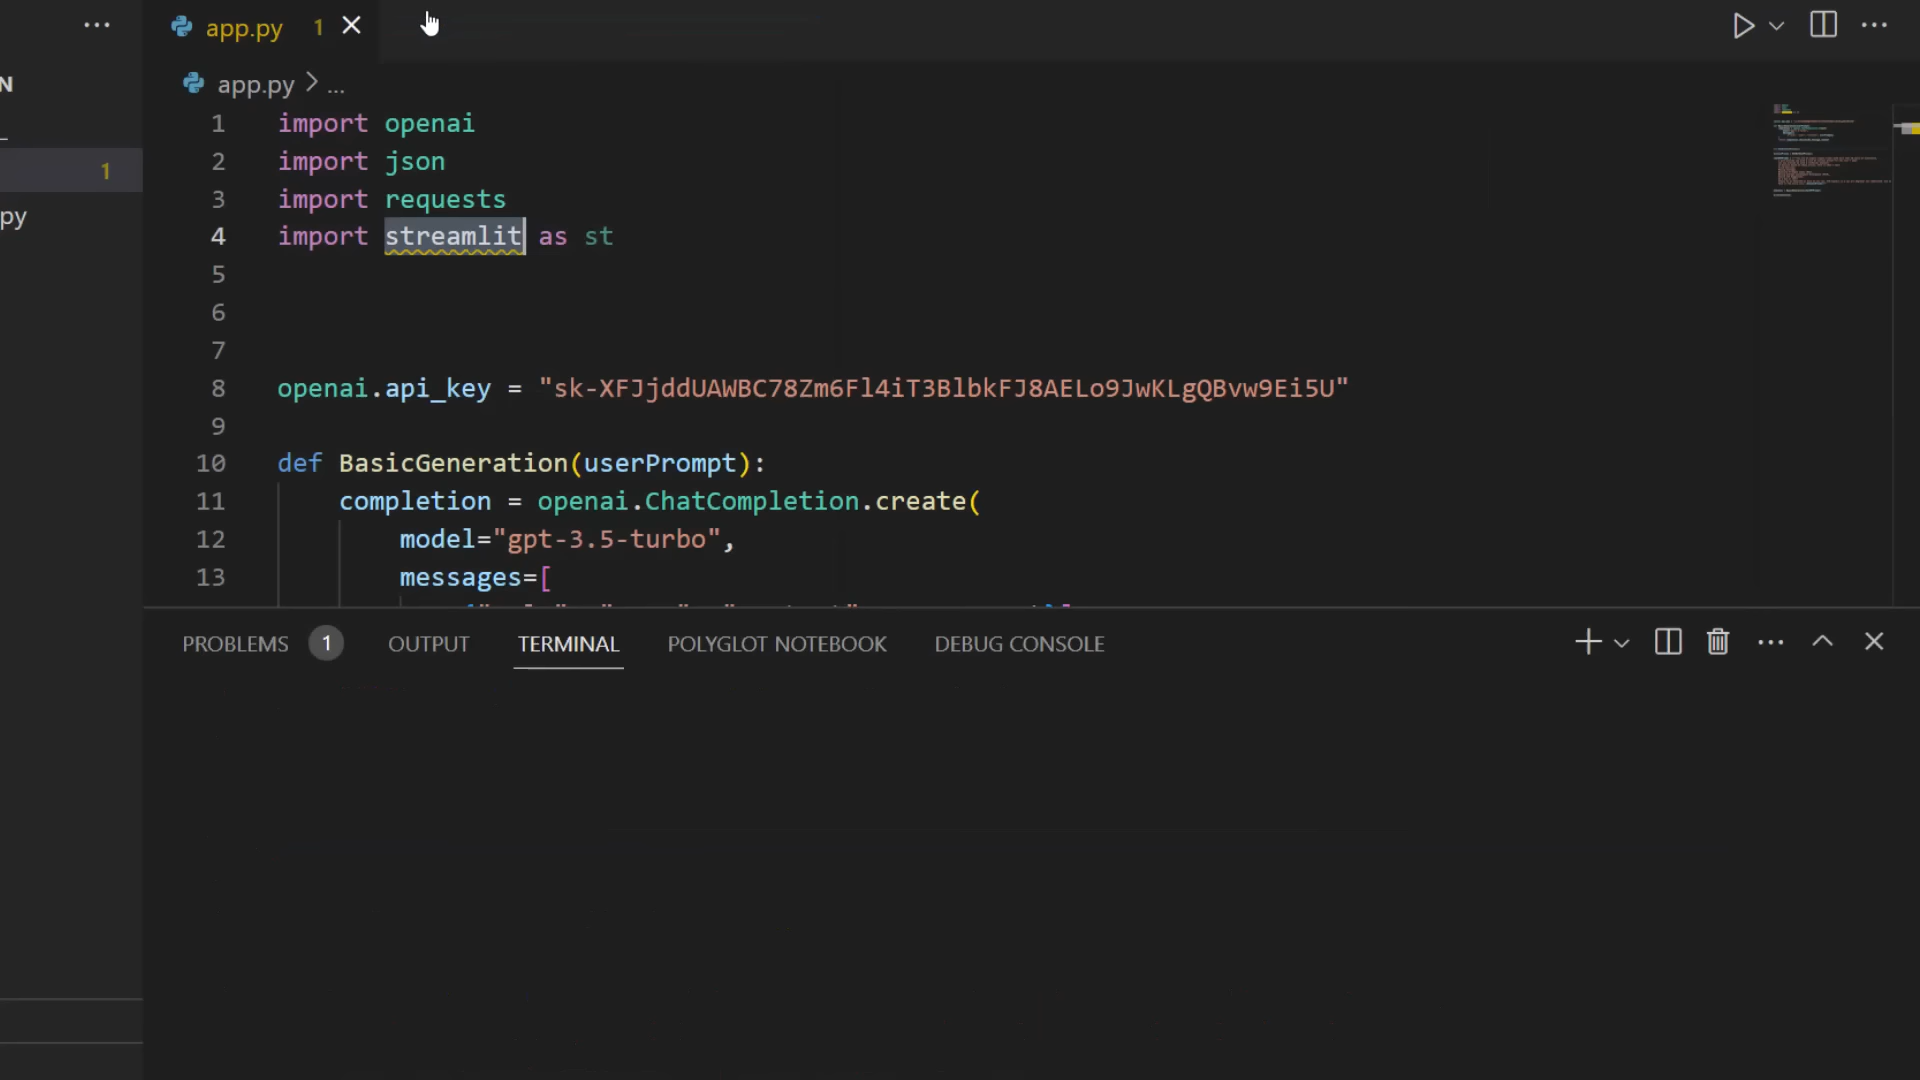 app.py 1
N
app.py > ...
1
py
1 import openai
2 import json
3 import requests
4 import streamlit as st
5
6
7
8 openai.api_key = "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"
9
10 def BasicGeneration(userPrompt):
11 completion = openai.ChatCompletion.create(
12 model="gpt-3.5-turbo",
13 messages=[
PROBLEMS 1 OUTPUT TERMINAL POLYGLOT NOTEBOOK DEBUG CONSOLE